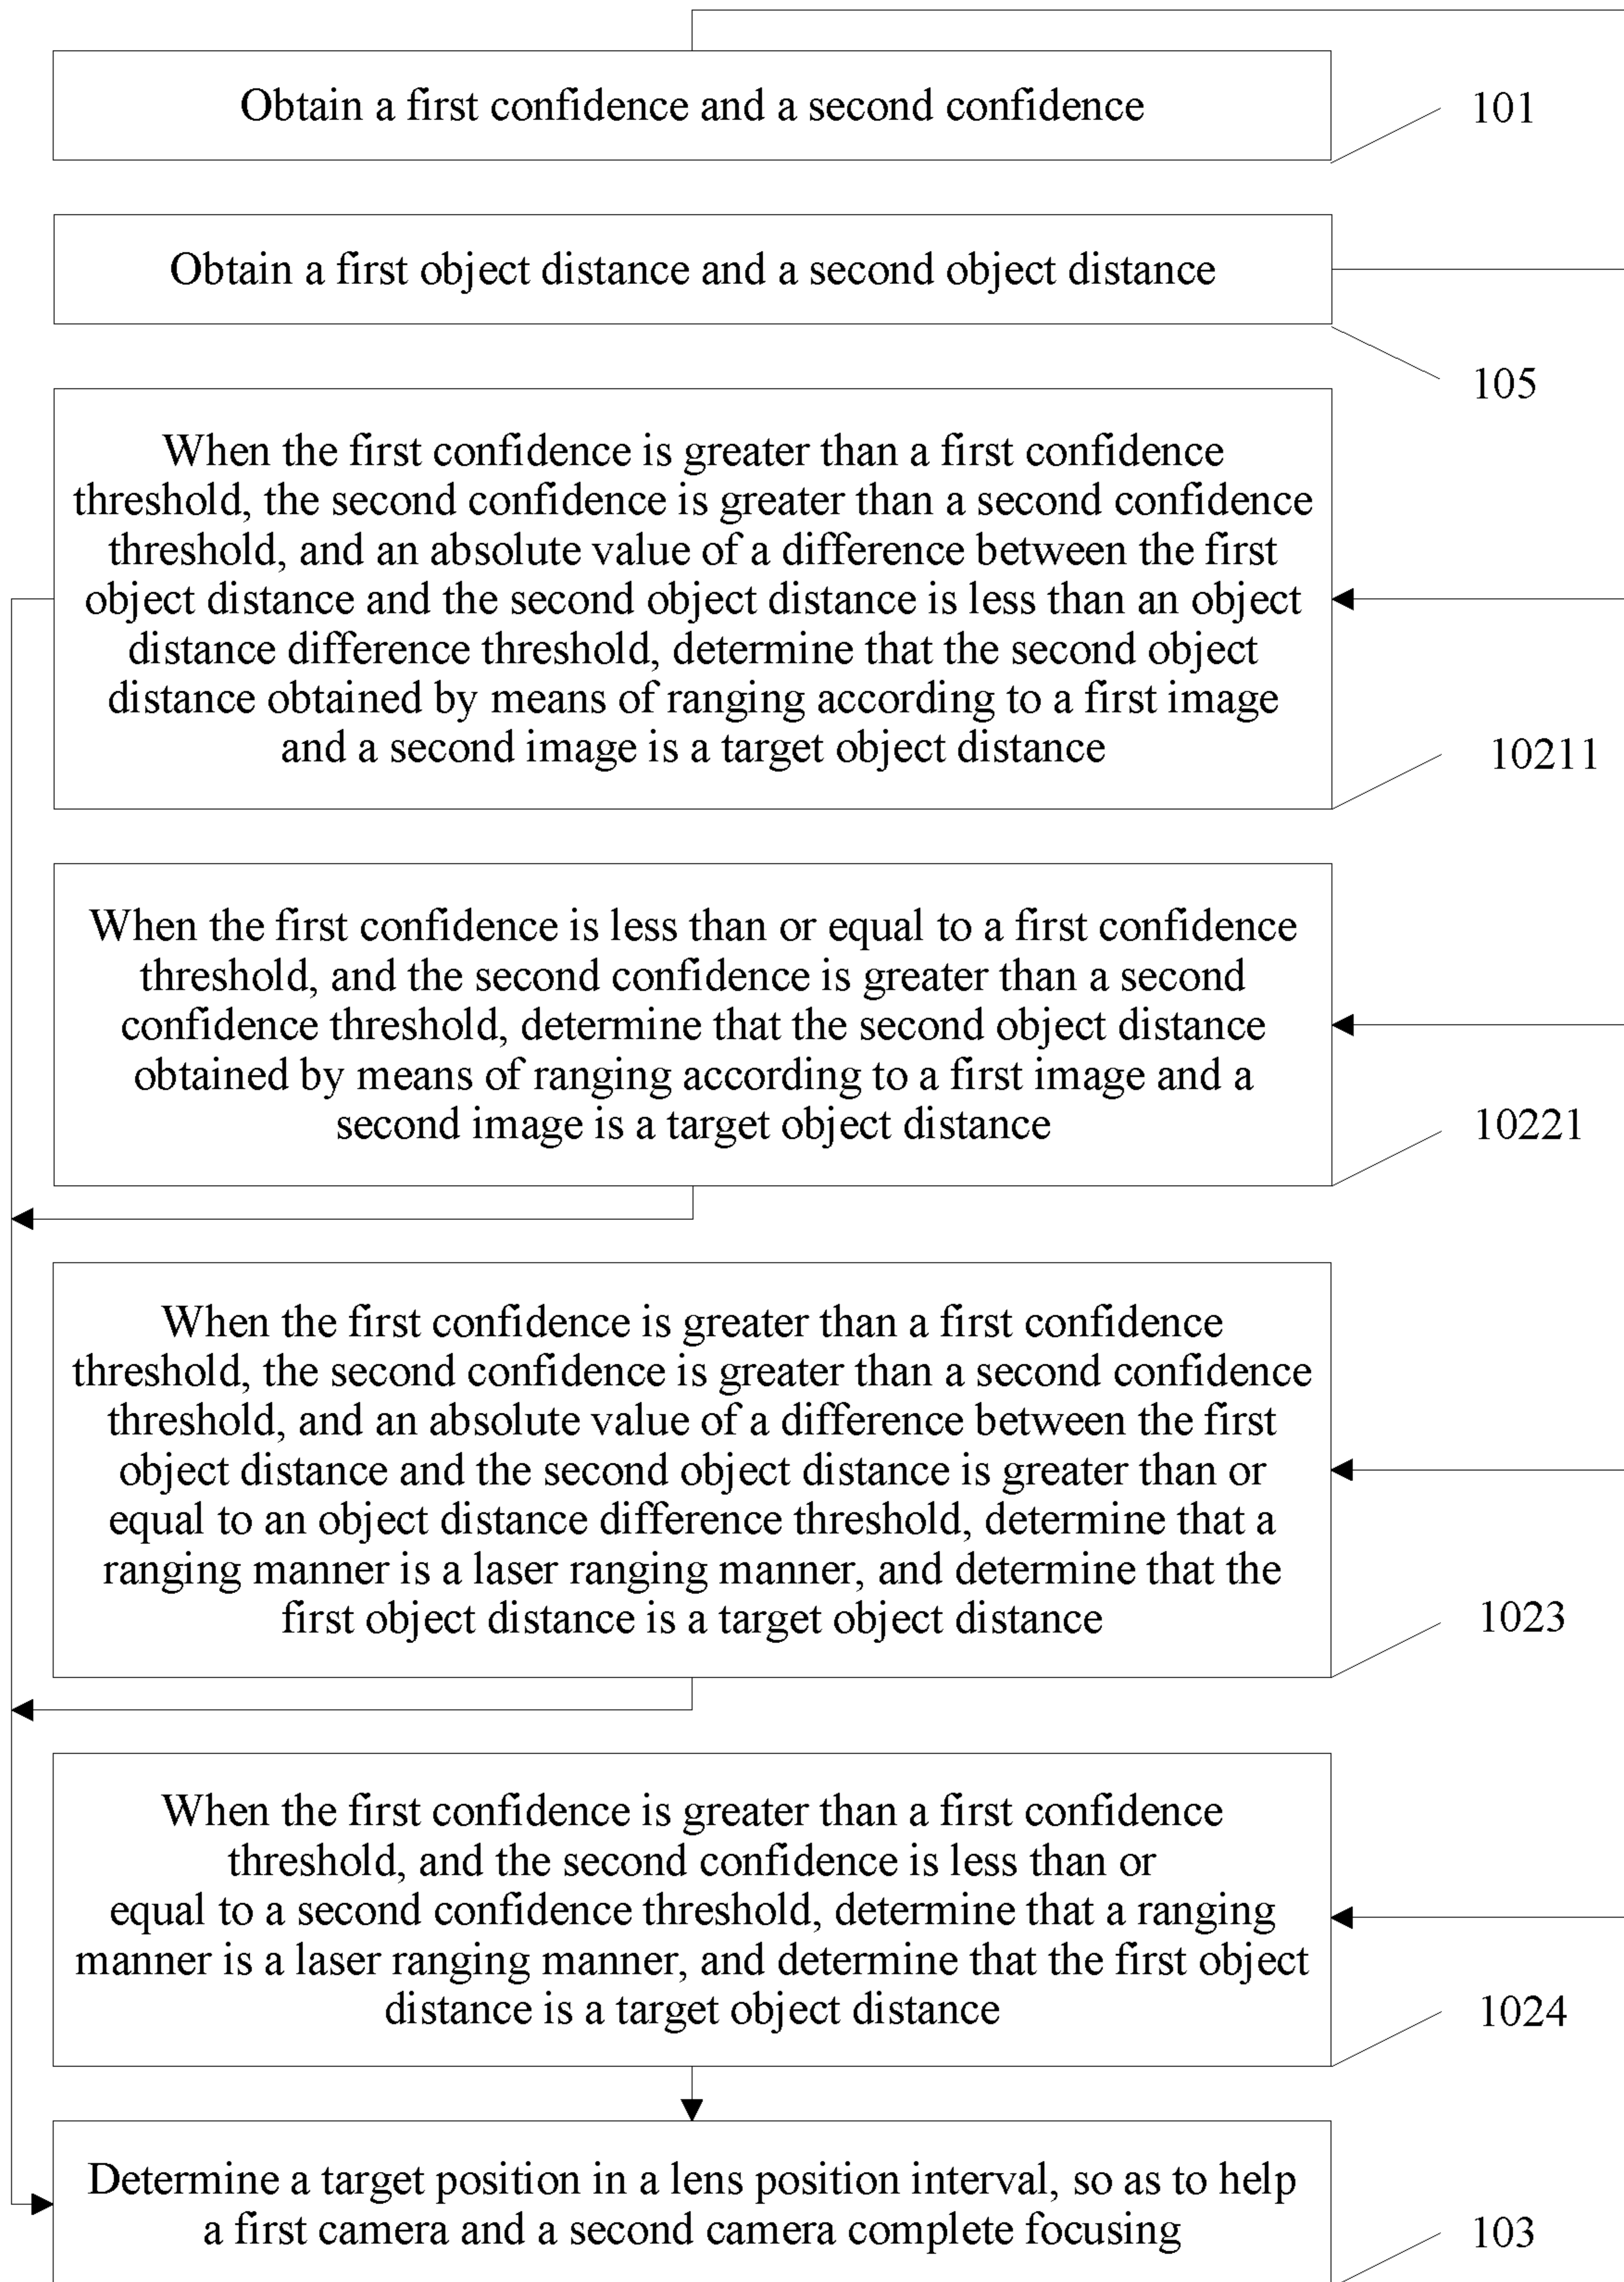 Obtain a first confidence and a second confidence
101
Obtain a first object distance and a second object distance
105
When the first confidence is greater than a first confidence
threshold, the second confidence is greater than a second confidence
threshold, and an absolute value of a difference between the first
object distance and the second object distance is less than an object
distance difference threshold, determine that the second object
distance obtained by means of ranging according to a first image
and a second image is a target object distance
10211
When the first confidence is less than or equal to a first confidence
threshold, and the second confidence is greater than a second
confidence threshold, determine that the second object distance
obtained by means of ranging according to a first image and a
second image is a target object distance
10221
When the first confidence is greater than a first confidence
threshold, the second confidence is greater than a second confidence
threshold, and an absolute value of a difference between the first
object distance and the second object distance is greater than or
equal to an object distance difference threshold, determine that a
ranging manner is a laser ranging manner, and determine that the
first object distance is a target object distance
1023
When the first confidence is greater than a first confidence
threshold, and the second confidence is less than or
equal to a second confidence threshold, determine that a ranging
manner is a laser ranging manner, and determine that the first object
distance is a target object distance
1024
Determine a target position in a lens position interval, so as to help
a first camera and a second camera complete focusing
103